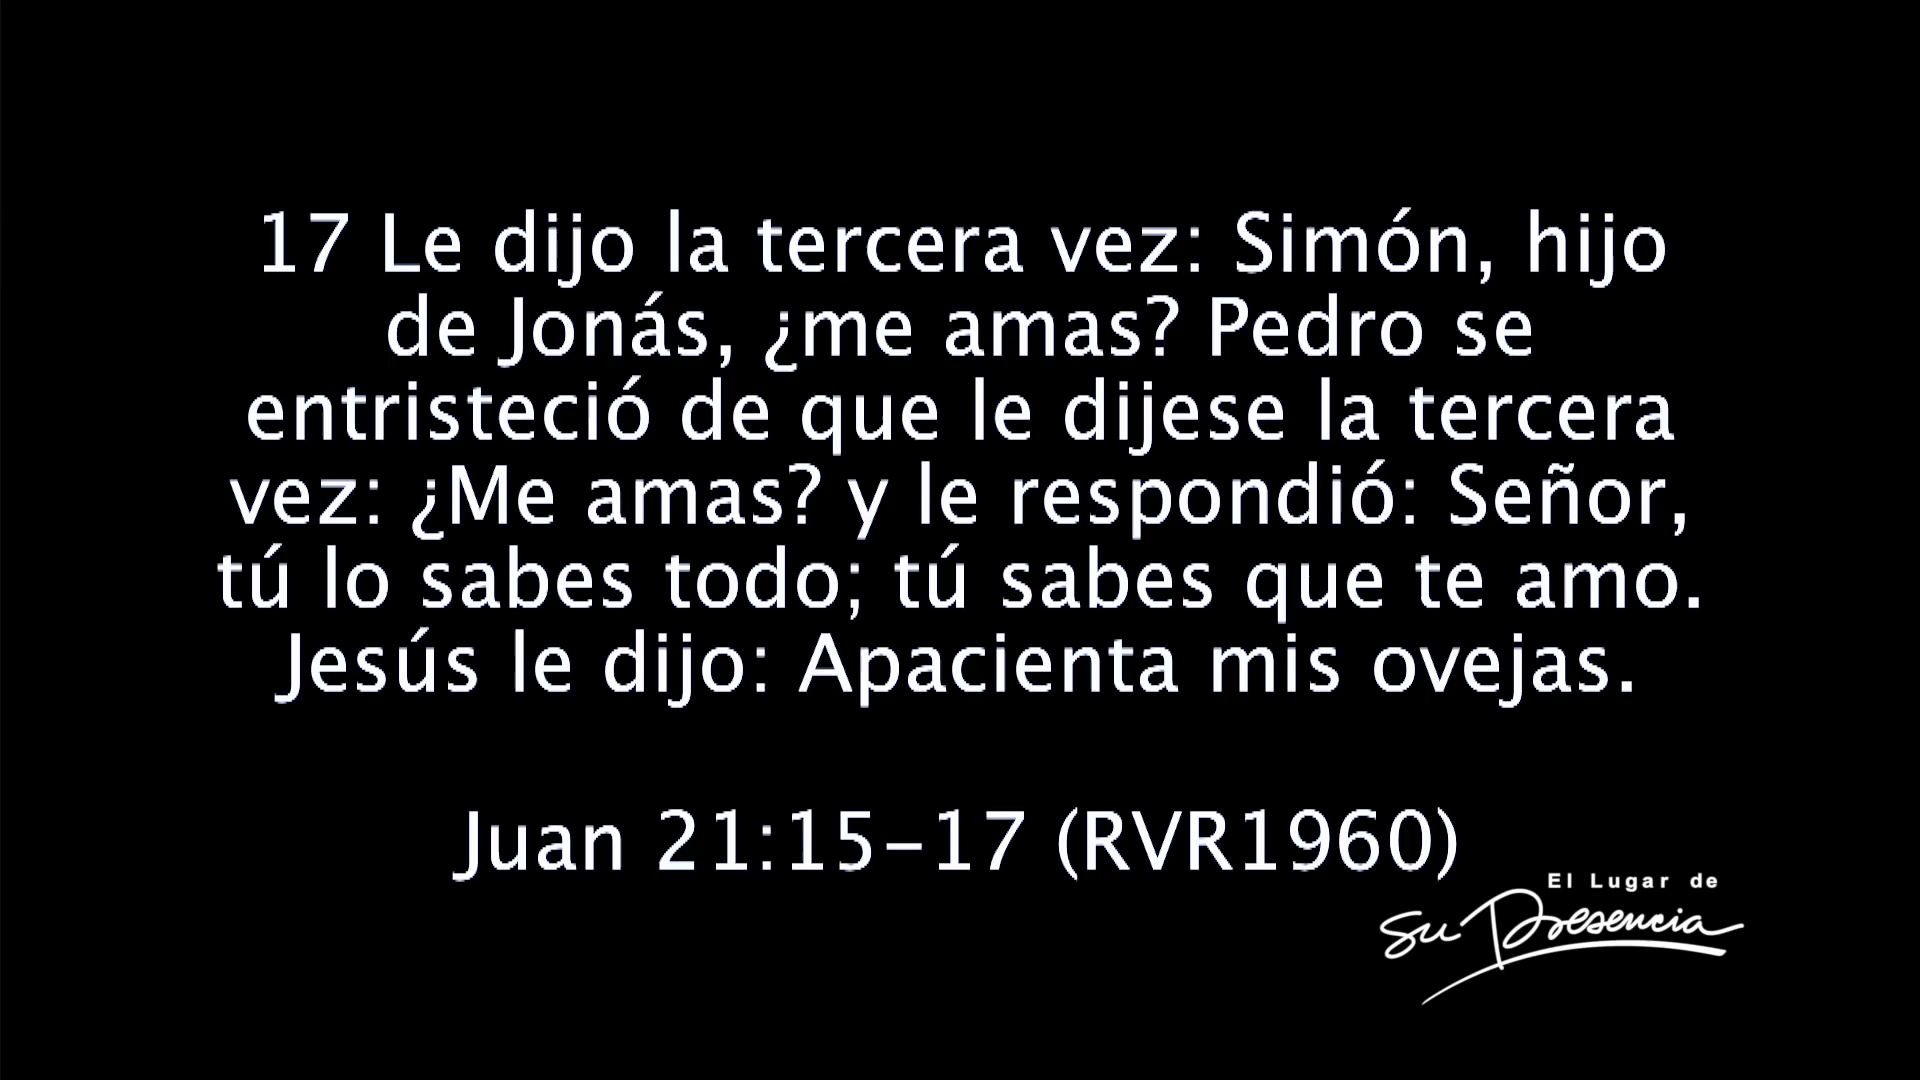 17 Le dijo la tercera vez: Simón, hijo
de Jonás, ¿me amas? Pedro se
entristeció de que le dijese la tercera
vez: ¿Me amas? y le respondió: Señor,
tú lo sabes todo; tú sabes que te amo.
Jesús le dijo: Apacienta mis ovejas.
Juan 21:15-17 (RVR1960)
El Lugar de
Su Presencia